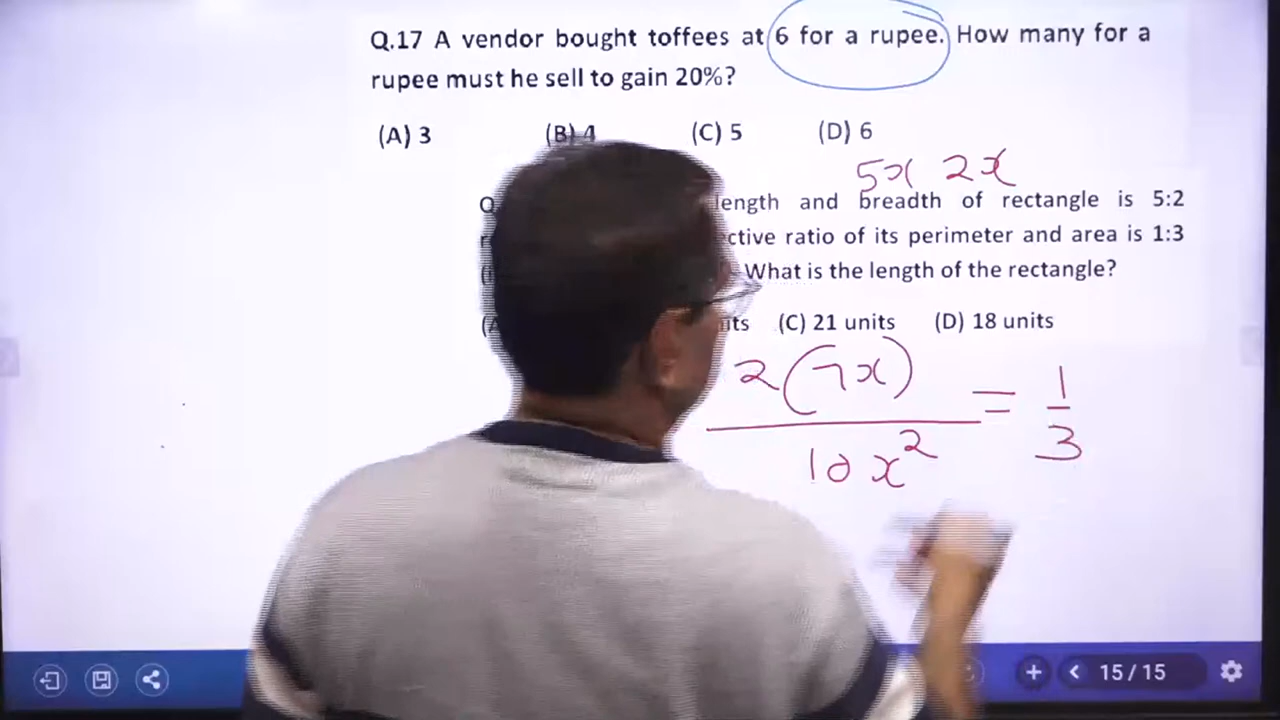 Q.17 A vendor bought toffees at 6 for a rupee. How many for a
rupee must he sell to gain 20%?
(A) 3 (B) 4 (C) 5 (D) 6
5x 2x
length and breadth of rectangle is 5:2
ratio of its perimeter and area is 1:3
What is the length of the rectangle?
(C) 21 units (D) 18 units
2(7x) = 1
10x² 3
15/15